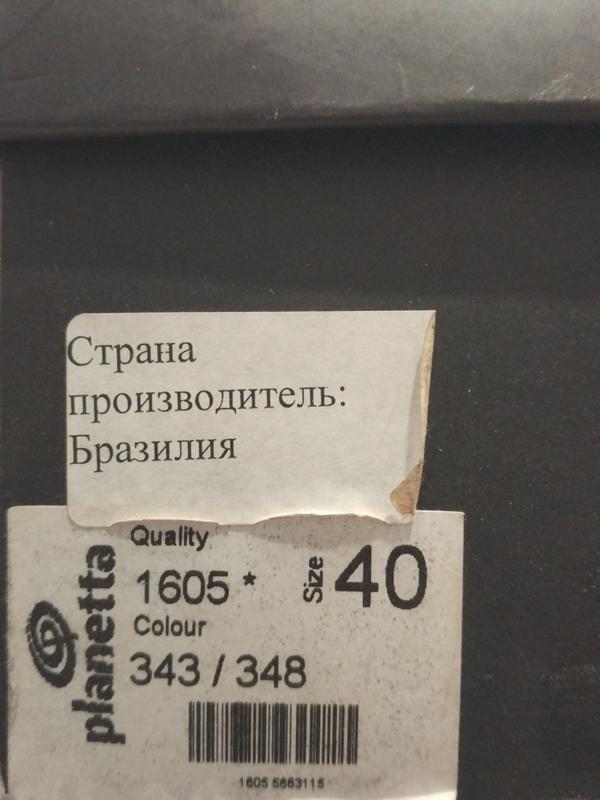 Страна
производитель:
Бразилия
planetta
Quality
1605 *
Size 40
Colour
343 / 348
1605 5663115